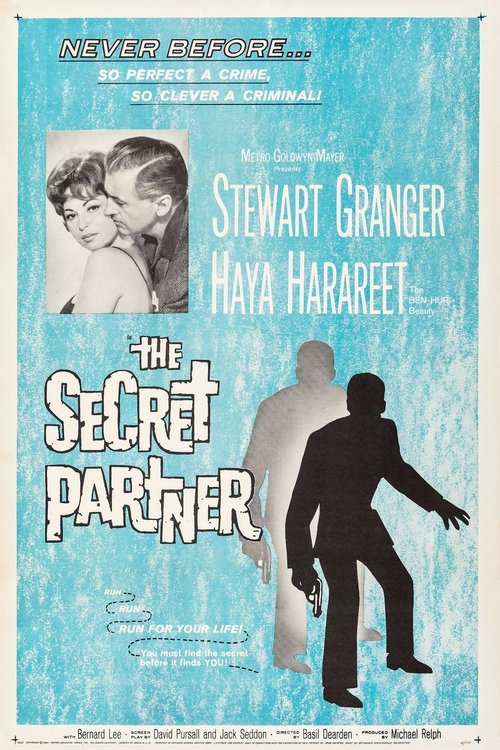 NEVER BEFORE...
SO PERFECT A CRIME,
SO CLEVER A CRIMINAL!
METRO-GOLDWYN-MAYER
Presents
STEWART GRANGER
HAYA HARAREET
The
BEN-HUR
Beauty
"THE
SECRET
PARTNER"
RUN
RUN,
RUN FOR YOUR LIFE!
You must find the secret
before it finds YOU!
WITH Bernard Lee • SCREEN PLAY BY David Pursall and Jack Seddon • DIRECTED BY Basil Dearden • PRODUCED BY Michael Relph